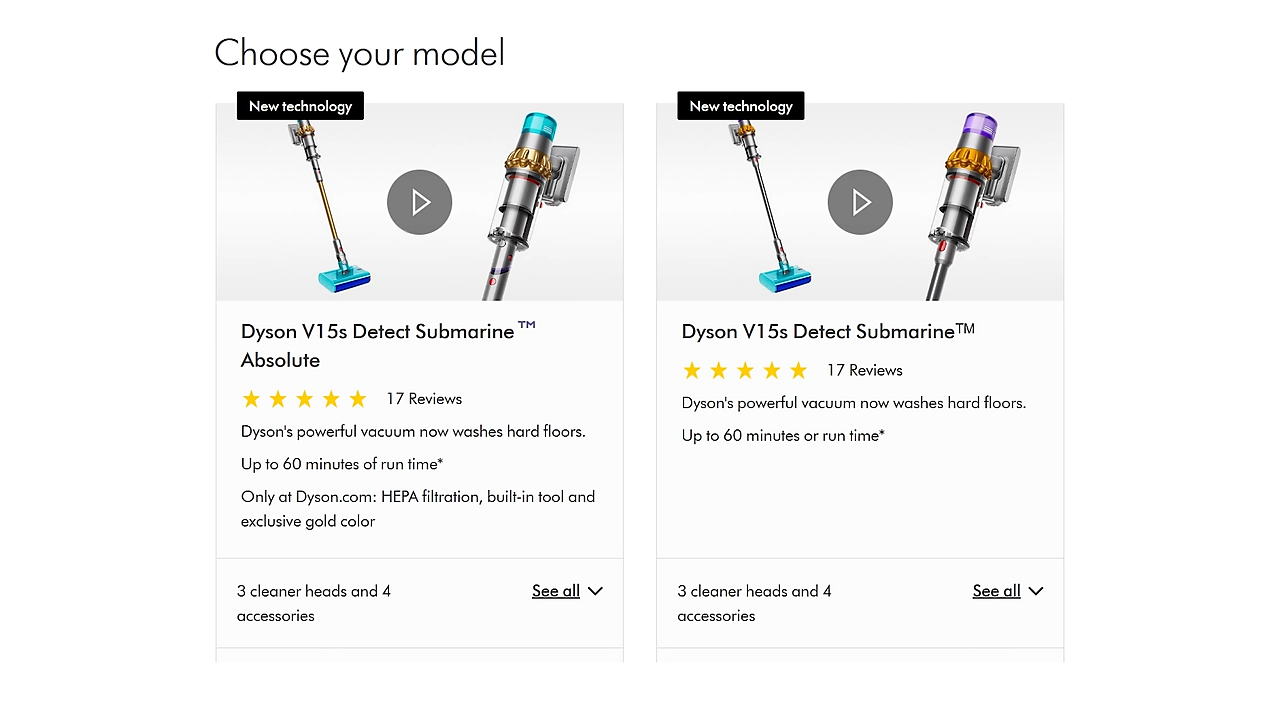 Choose your model
New technology
Dyson V15s Detect Submarine™
Absolute
17 Reviews
Dyson's powerful vacuum now washes hard floors.
Up to 60 minutes of run time*
Only at Dyson.com: HEPA filtration, built-in tool and
exclusive gold color
3 cleaner heads and 4
accessories
See all
New technology
Dyson V15s Detect Submarine™
17 Reviews
Dyson's powerful vacuum now washes hard floors.
Up to 60 minutes or run time*
3 cleaner heads and 4
accessories
See all